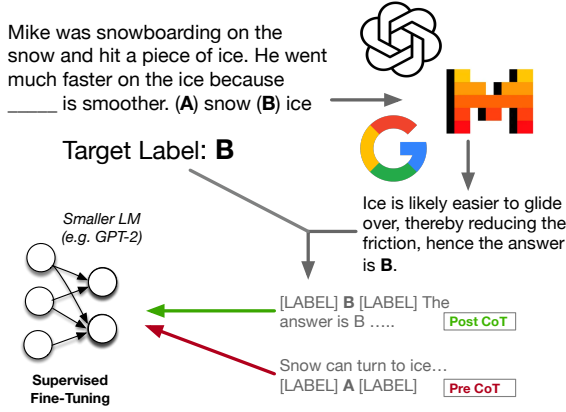 Mike was snowboarding on the
snow and hit a piece of ice. He went
much faster on the ice because
_____ is smoother. (A) snow (B) ice
Target Label: B
Ice is likely easier to glide
over, thereby reducing the
friction, hence the answer
is B.
Smaller LM
(e.g. GPT-2)
[LABEL] B [LABEL] The
answer is B .....
Post CoT
Snow can turn to ice...
[LABEL] A [LABEL]
Pre CoT
Supervised
Fine-Tuning